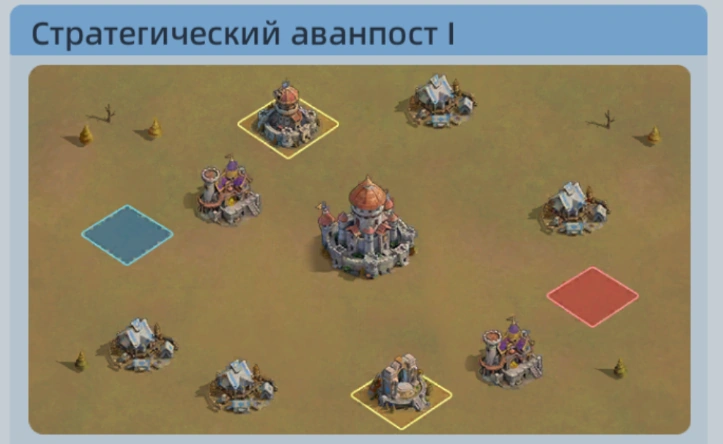 Стратегический аванпост I